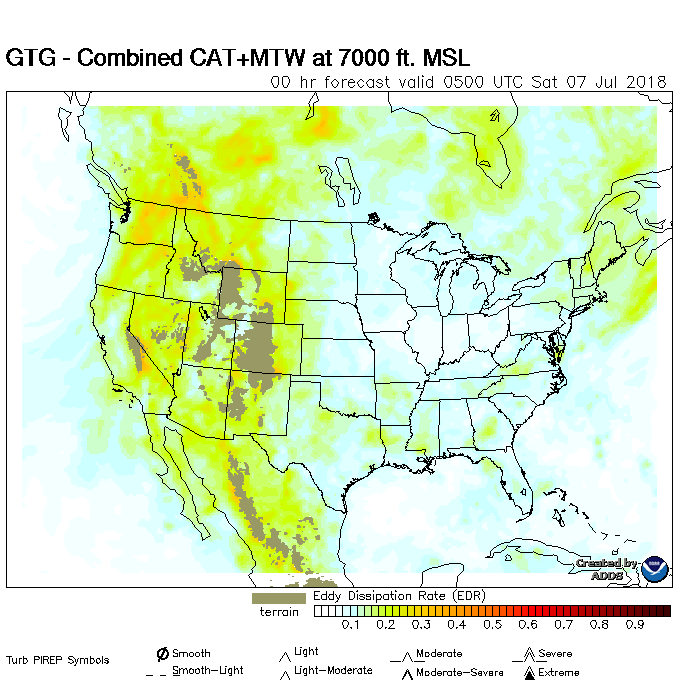 GTG - Combined CAT+MTW at 7000 ft. MSL
00 hr forecast valid 0500 UTC Sat 07 Jul 2018
Created by
ADDS
NOAA
Eddy Dissipation Rate (EDR)
terrain
0.1 0.2 0.3 0.4 0.5 0.6 0.7 0.8 0.9
Turb PIREP Symbols
Smooth Light Moderate Severe
Smooth-Light Light-Moderate Moderate-Severe Extreme